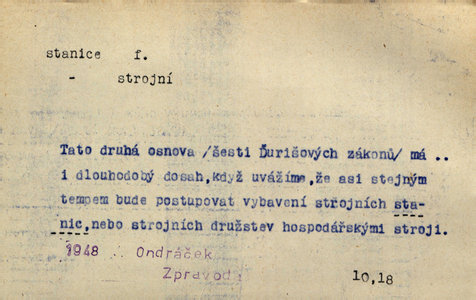 stanice f.
- strojní
Tato druhá osnova /šesti Ďurišových zákonů/ má ..
i dlouhodobý dosah,když uvážíme,že asi stejným
tempem bude postupovat vybavení strojních sta-
nic,nebo strojních družstev hospodářskými stroji.
1948 Ondráček
Zpravod.
10,18